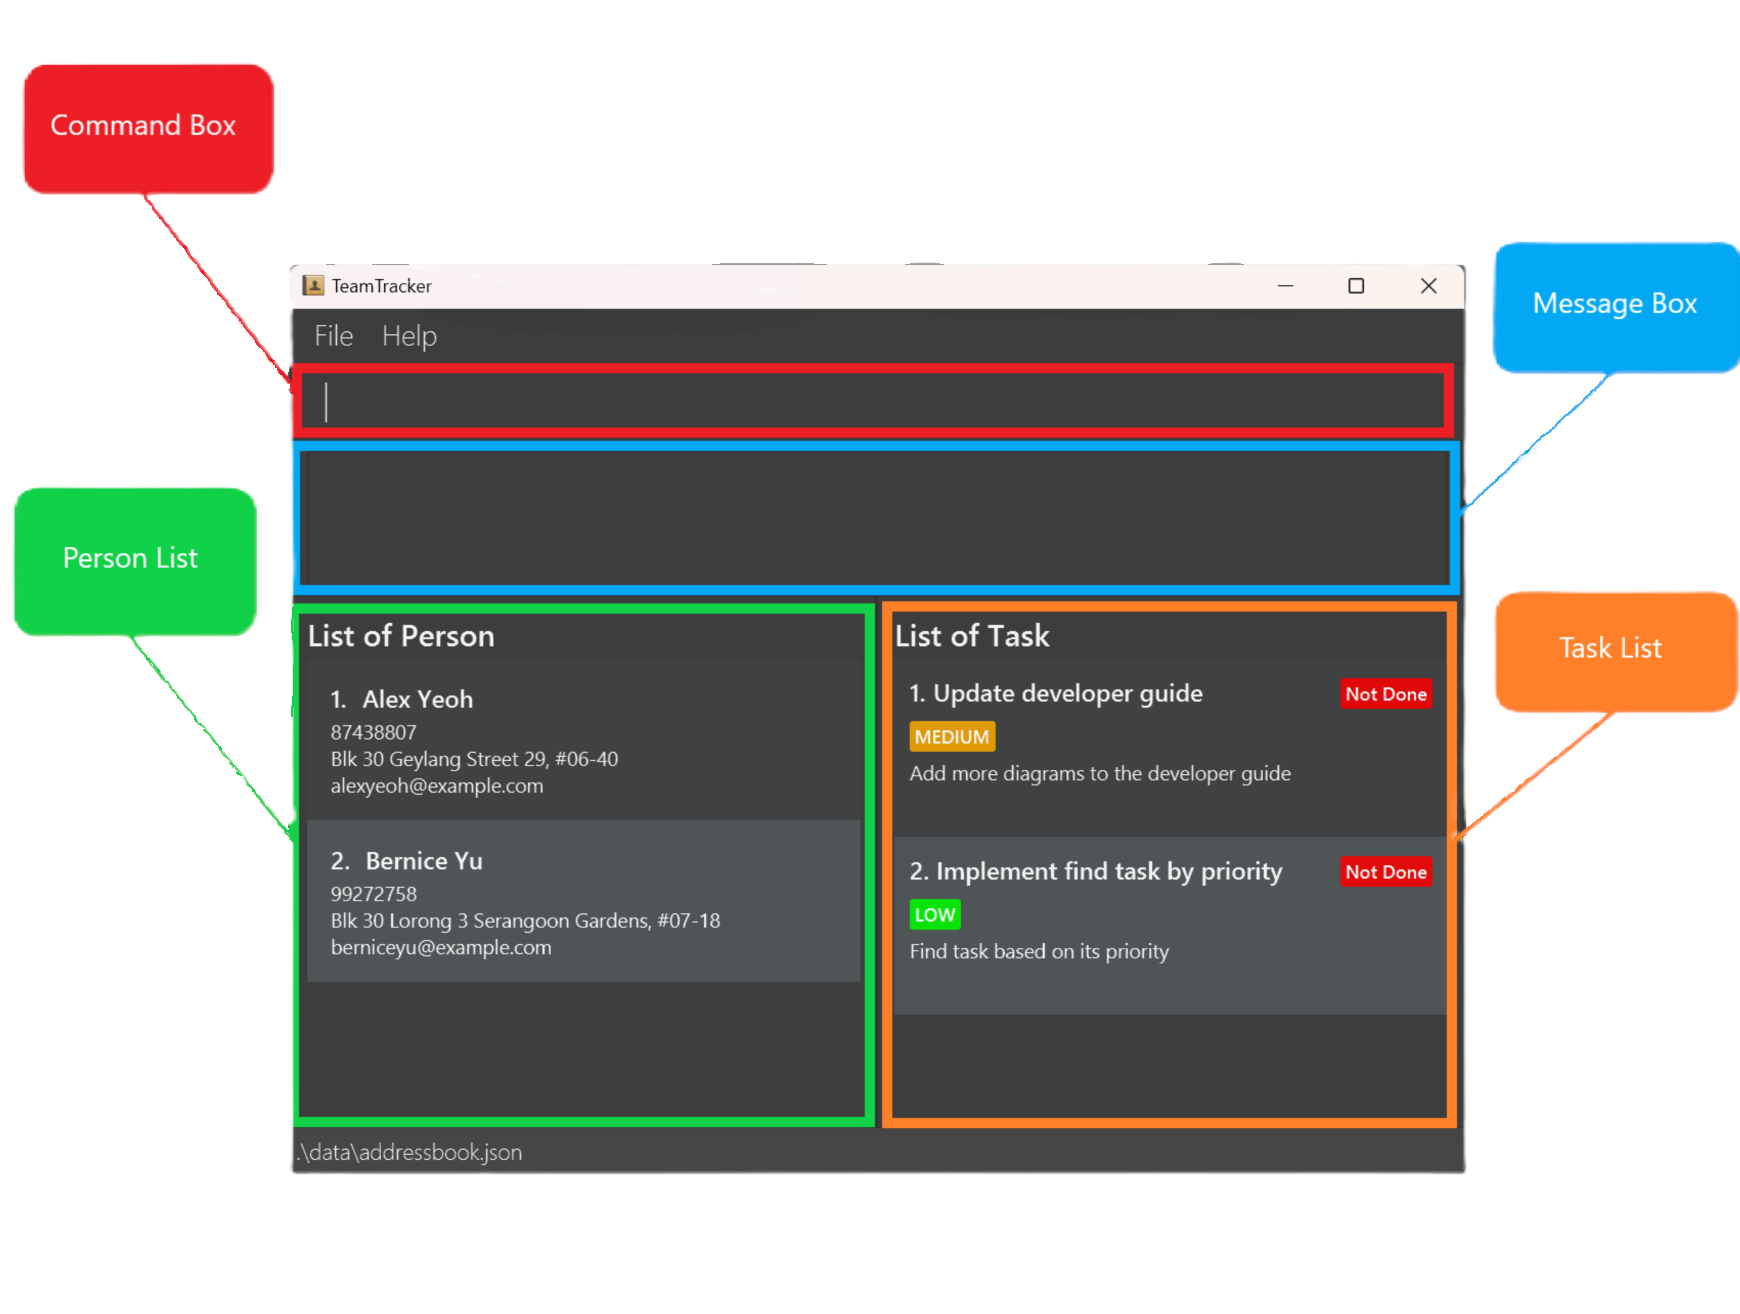 Command Box
Message Box
TeamTracker
File Help
Person List
Task List
List of Person
1. Alex Yeoh
87438807
Blk 30 Geylang Street 29, #06-40
alexyeoh@example.com
2. Bernice Yu
99272758
Blk 30 Lorong 3 Serangoon Gardens, #07-18
berniceyu@example.com
List of Task
1. Update developer guide
Not Done
MEDIUM
Add more diagrams to the developer guide
2. Implement find task by priority
Not Done
LOW
Find task based on its priority
.\data\addressbook.json